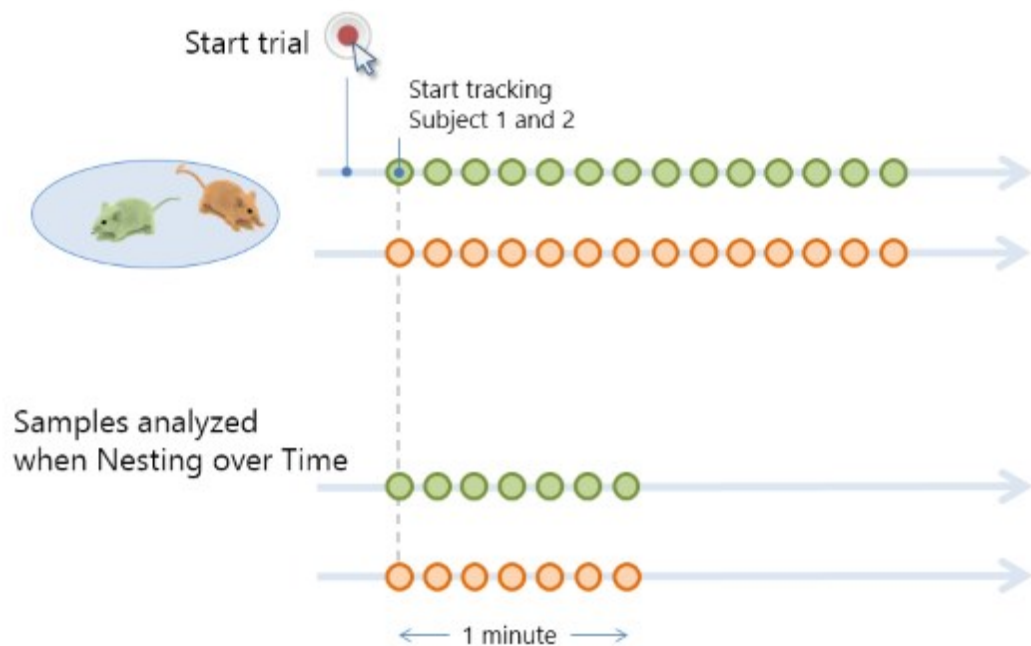 Start trial
Start tracking
Subject 1 and 2
Samples analyzed
when Nesting over Time
1 minute